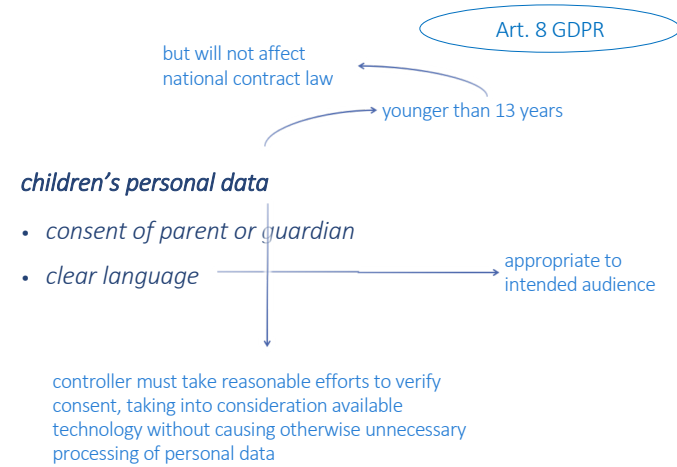 Art. 8 GDPR
but will not affect
national contract law
younger than 13 years
children's personal data
• consent of parent or guardian
• clear language
appropriate to
intended audience
controller must take reasonable efforts to verify
consent, taking into consideration available
technology without causing otherwise unnecessary
processing of personal data